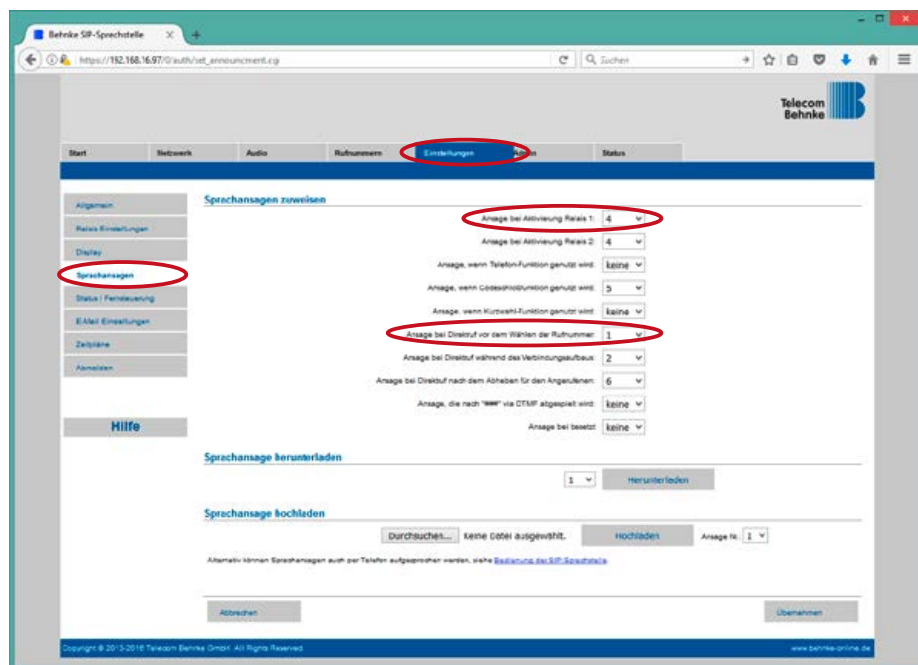 Behnke SIP-Sprechstelle
https://192.168.16.97/0/auth/set_announcment.cgi
Suchen
Telecom
Behnke
Start Netzwerk Audio Rufnummern Einstellungen Admin Status
Allgemein
Relais Einstellungen
Display
Sprachansagen
Status / Fernsteuerung
E-Mail Einstellungen
Zeitpläne
Abmelden
Hilfe
Sprachansagen zuweisen
Ansage bei Aktivierung Relais 1: 4
Ansage bei Aktivierung Relais 2: 4
Ansage, wenn Telefon-Funktion genutzt wird: keine
Ansage, wenn Codeschloßfunktion genutzt wird: 5
Ansage, wenn Kurzwahl-Funktion genutzt wird: keine
Ansage bei Direktruf vor dem Wählen der Rufnummer: 1
Ansage bei Direktruf während des Verbindungsaufbaus: 2
Ansage bei Direktruf nach dem Abheben für den Angerufenen: 6
Ansage, die nach "###" via DTMF abgespielt wird: keine
Ansage bei besetzt: keine
Sprachansage herunterladen
1 Herunterladen
Sprachansage hochladen
Durchsuchen... Keine Datei ausgewählt. Hochladen Ansage Nr. 1
Alternativ können Sprachansagen auch per Telefon aufgesprochen werden, siehe Bedienung der SIP-Sprechstelle.
Abbrechen Übernehmen
Copyright © 2013-2016 Telecom Behnke GmbH. All Rights Reserved. www.behnke-online.de